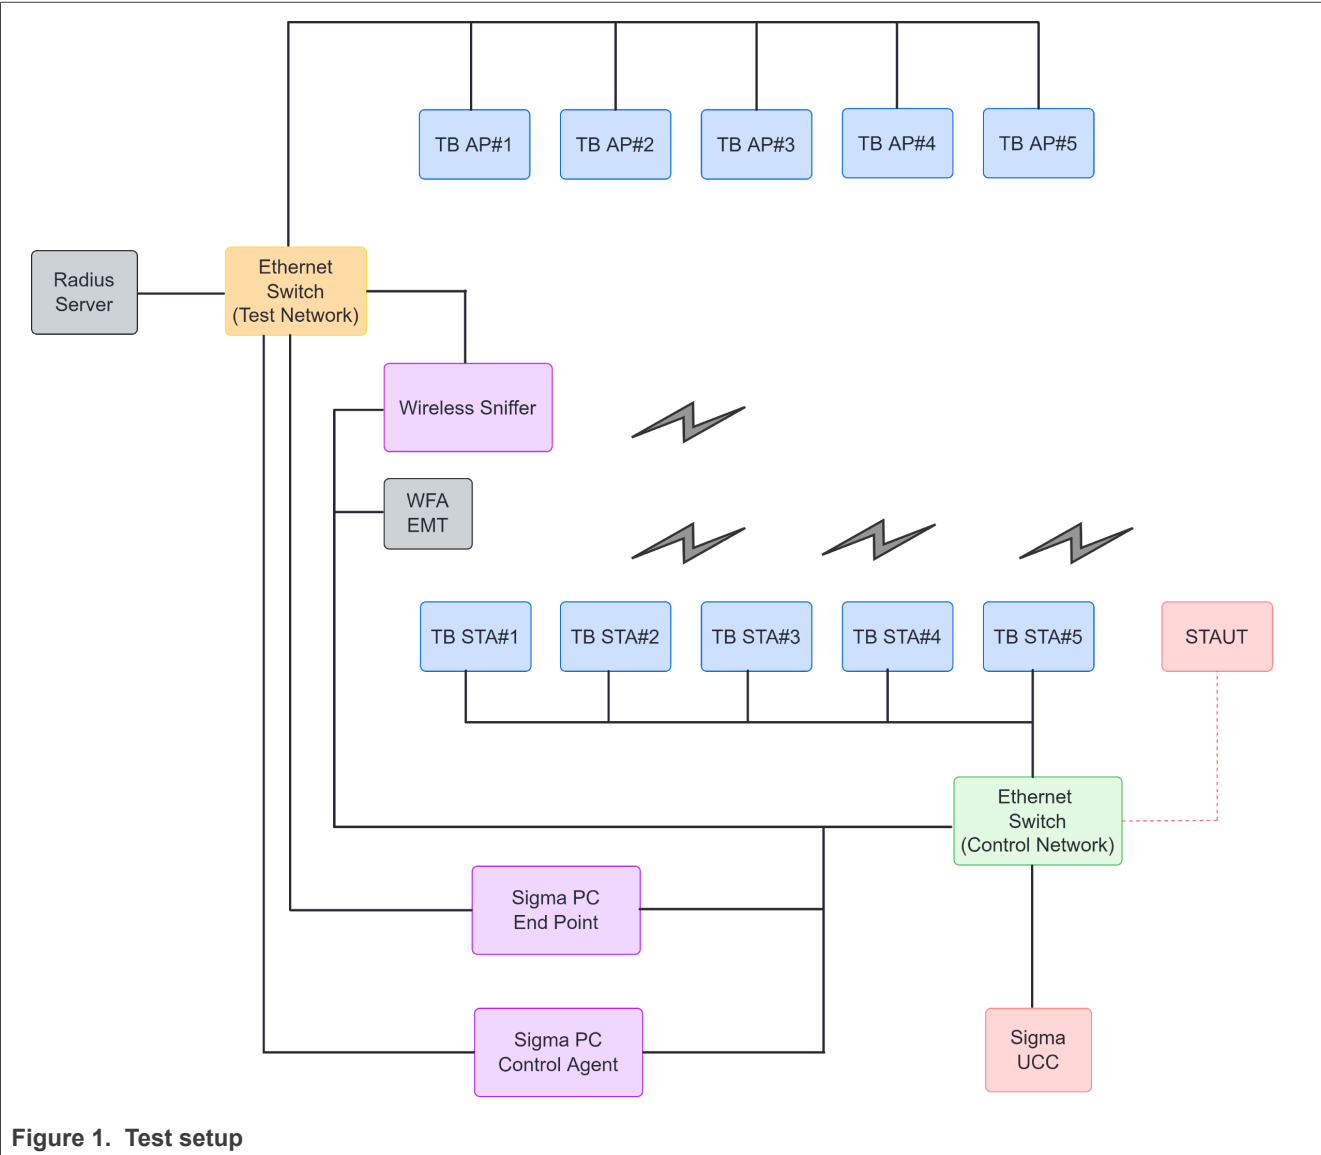 TB AP#1
TB AP#2
TB AP#3
TB AP#4
TB AP#5
Radius
Server
Ethernet
Switch
(Test Network)
Wireless Sniffer
WFA
EMT
TB STA#1
TB STA#2
TB STA#3
TB STA#4
TB STA#5
STAUT
Ethernet
Switch
(Control Network)
Sigma PC
End Point
Sigma PC
Control Agent
Sigma
UCC
Figure 1. Test setup